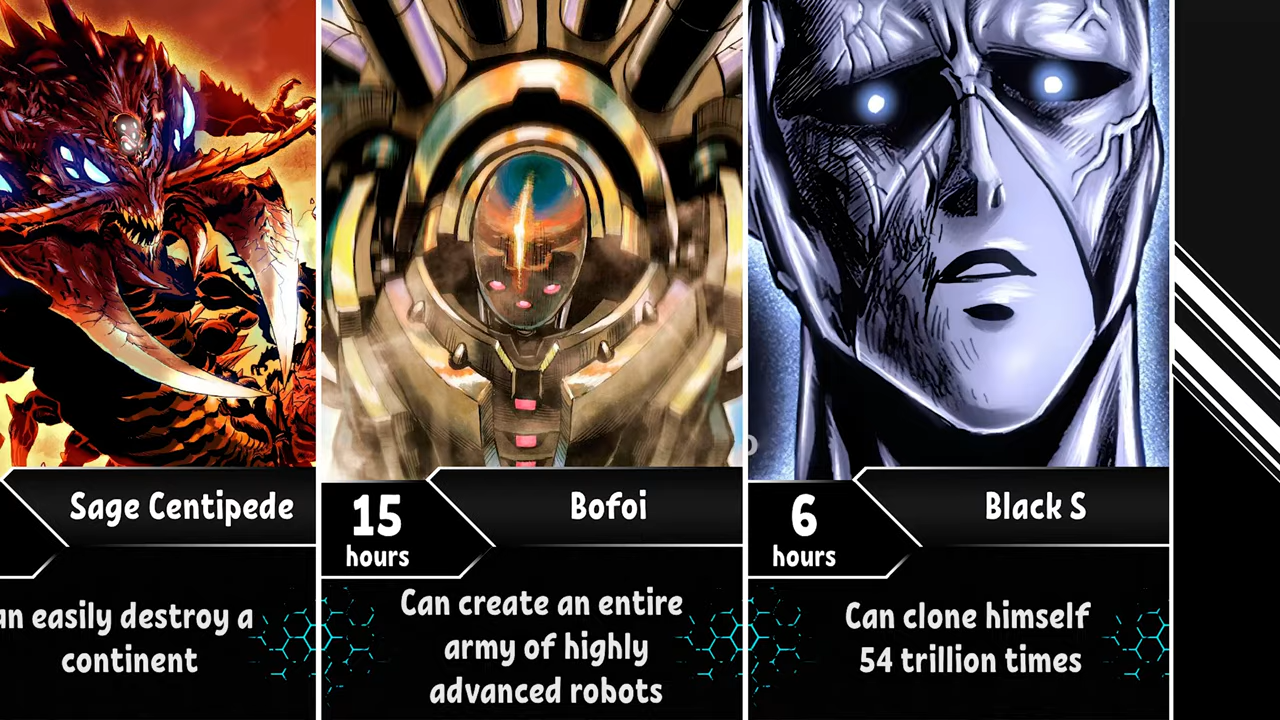 Sage Centipede
an easily destroy a
continent
15
hours
Bofoi
Can create an entire
army of highly
advanced robots
6
hours
Black S
Can clone himself
54 trillion times